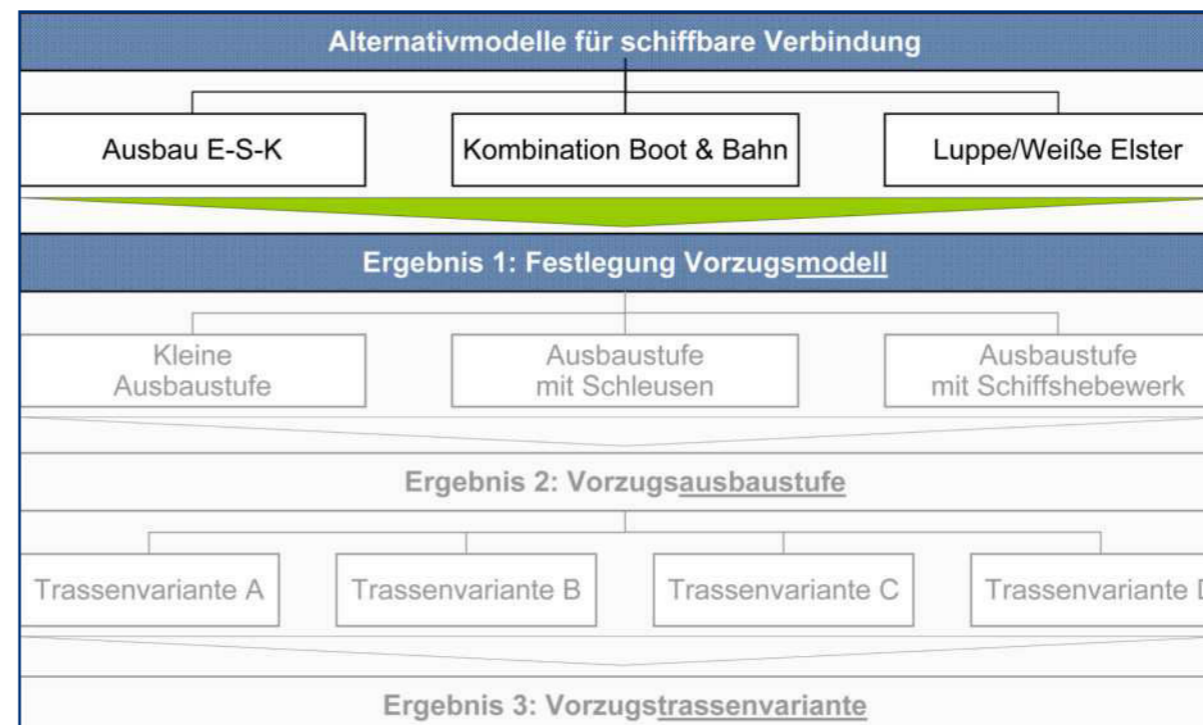 Alternativmodelle für schiffbare Verbindung
Ausbau E-S-K
Kombination Boot & Bahn
Luppe/Weiße Elster
Ergebnis 1: Festlegung Vorzugsmodell
Kleine
Ausbaustufe
Ausbaustufe
mit Schleusen
Ausbaustufe
mit Schiffshebewerk
Ergebnis 2: Vorzugsausbaustufe
Trassenvariante A
Trassenvariante B
Trassenvariante C
Trassenvariante D
Ergebnis 3: Vorzugstrassenvariante